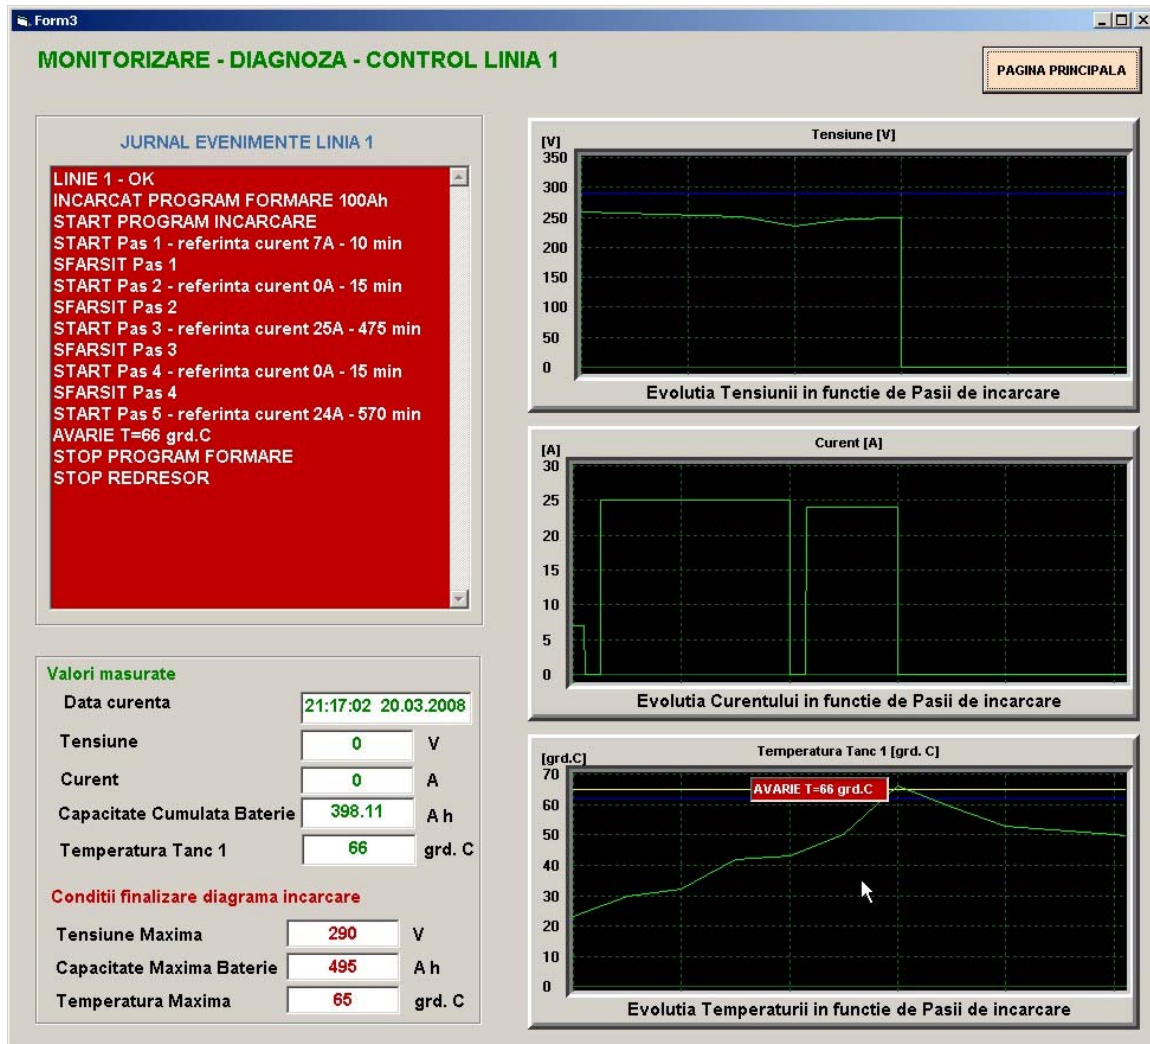 Form3
MONITORIZARE - DIAGNOZA - CONTROL LINIA 1
PAGINA PRINCIPALA
JURNAL EVENIMENTE LINIA 1
LINIE 1 - OK
INCARCAT PROGRAM FORMARE 100Ah
START PROGRAM INCARCARE
START Pas 1 - referinta curent 7A - 10 min
SFARSIT Pas 1
START Pas 2 - referinta curent 0A - 15 min
SFARSIT Pas 2
START Pas 3 - referinta curent 25A - 475 min
SFARSIT Pas 3
START Pas 4 - referinta curent 0A - 15 min
SFARSIT Pas 4
START Pas 5 - referinta curent 24A - 570 min
AVARIE T=66 grd.C
STOP PROGRAM FORMARE
STOP REDRESOR
Valori masurate
Data curenta 21:17:02 20.03.2008
Tensiune 0 V
Curent 0 A
Capacitate Cumulata Baterie 398.11 A h
Temperatura Tanc 1 66 grd. C
Conditii finalizare diagrama incarcare
Tensiune Maxima 290 V
Capacitate Maxima Baterie 495 A h
Temperatura Maxima 65 grd. C
Tensiune [V]
[V]
350
300
250
200
150
100
50
0
Evolutia Tensiunii in functie de Pasii de incarcare
Curent [A]
[A]
30
25
20
15
10
5
0
Evolutia Curentului in functie de Pasii de incarcare
Temperatura Tanc 1 [grd. C]
[grd.C]
70
60
50
40
30
20
10
0
AVARIE T=66 grd.C
Evolutia Temperaturii in functie de Pasii de incarcare